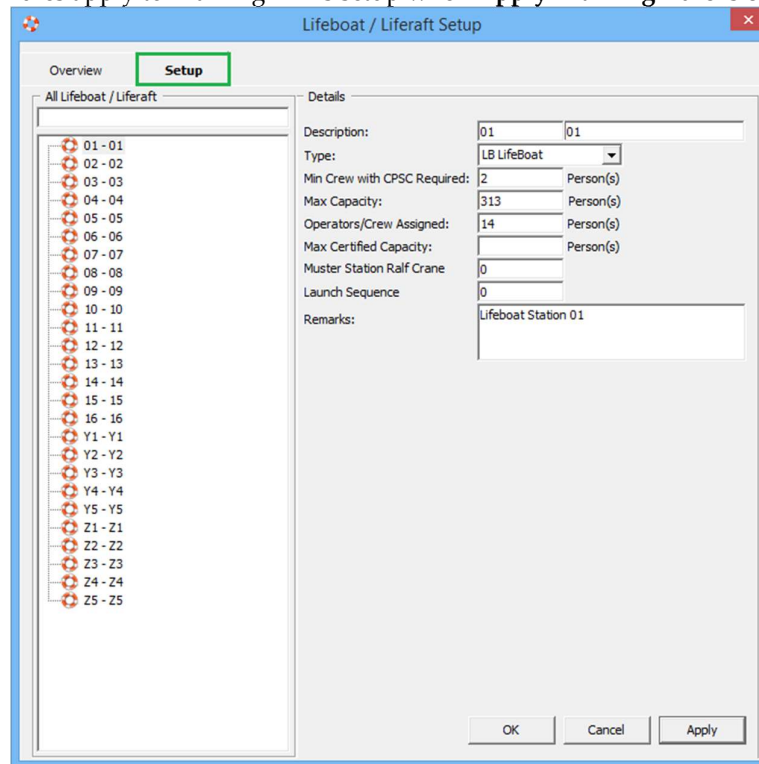 Lifeboat / Liferaft Setup
Overview
Setup
All Lifeboat / Liferaft
01 - 01
02 - 02
03 - 03
04 - 04
05 - 05
06 - 06
07 - 07
08 - 08
09 - 09
10 - 10
11 - 11
12 - 12
13 - 13
14 - 14
15 - 15
16 - 16
Y1 - Y1
Y2 - Y2
Y3 - Y3
Y4 - Y4
Y5 - Y5
Z1 - Z1
Z2 - Z2
Z3 - Z3
Z4 - Z4
Z5 - Z5
Details
Description: 01 01
Type: LB LifeBoat
Min Crew with CPSC Required: 2 Person(s)
Max Capacity: 313 Person(s)
Operators/Crew Assigned: 14 Person(s)
Max Certified Capacity: Person(s)
Muster Station Ralf Crane 0
Launch Sequence 0
Remarks: Lifeboat Station 01
OK Cancel Apply